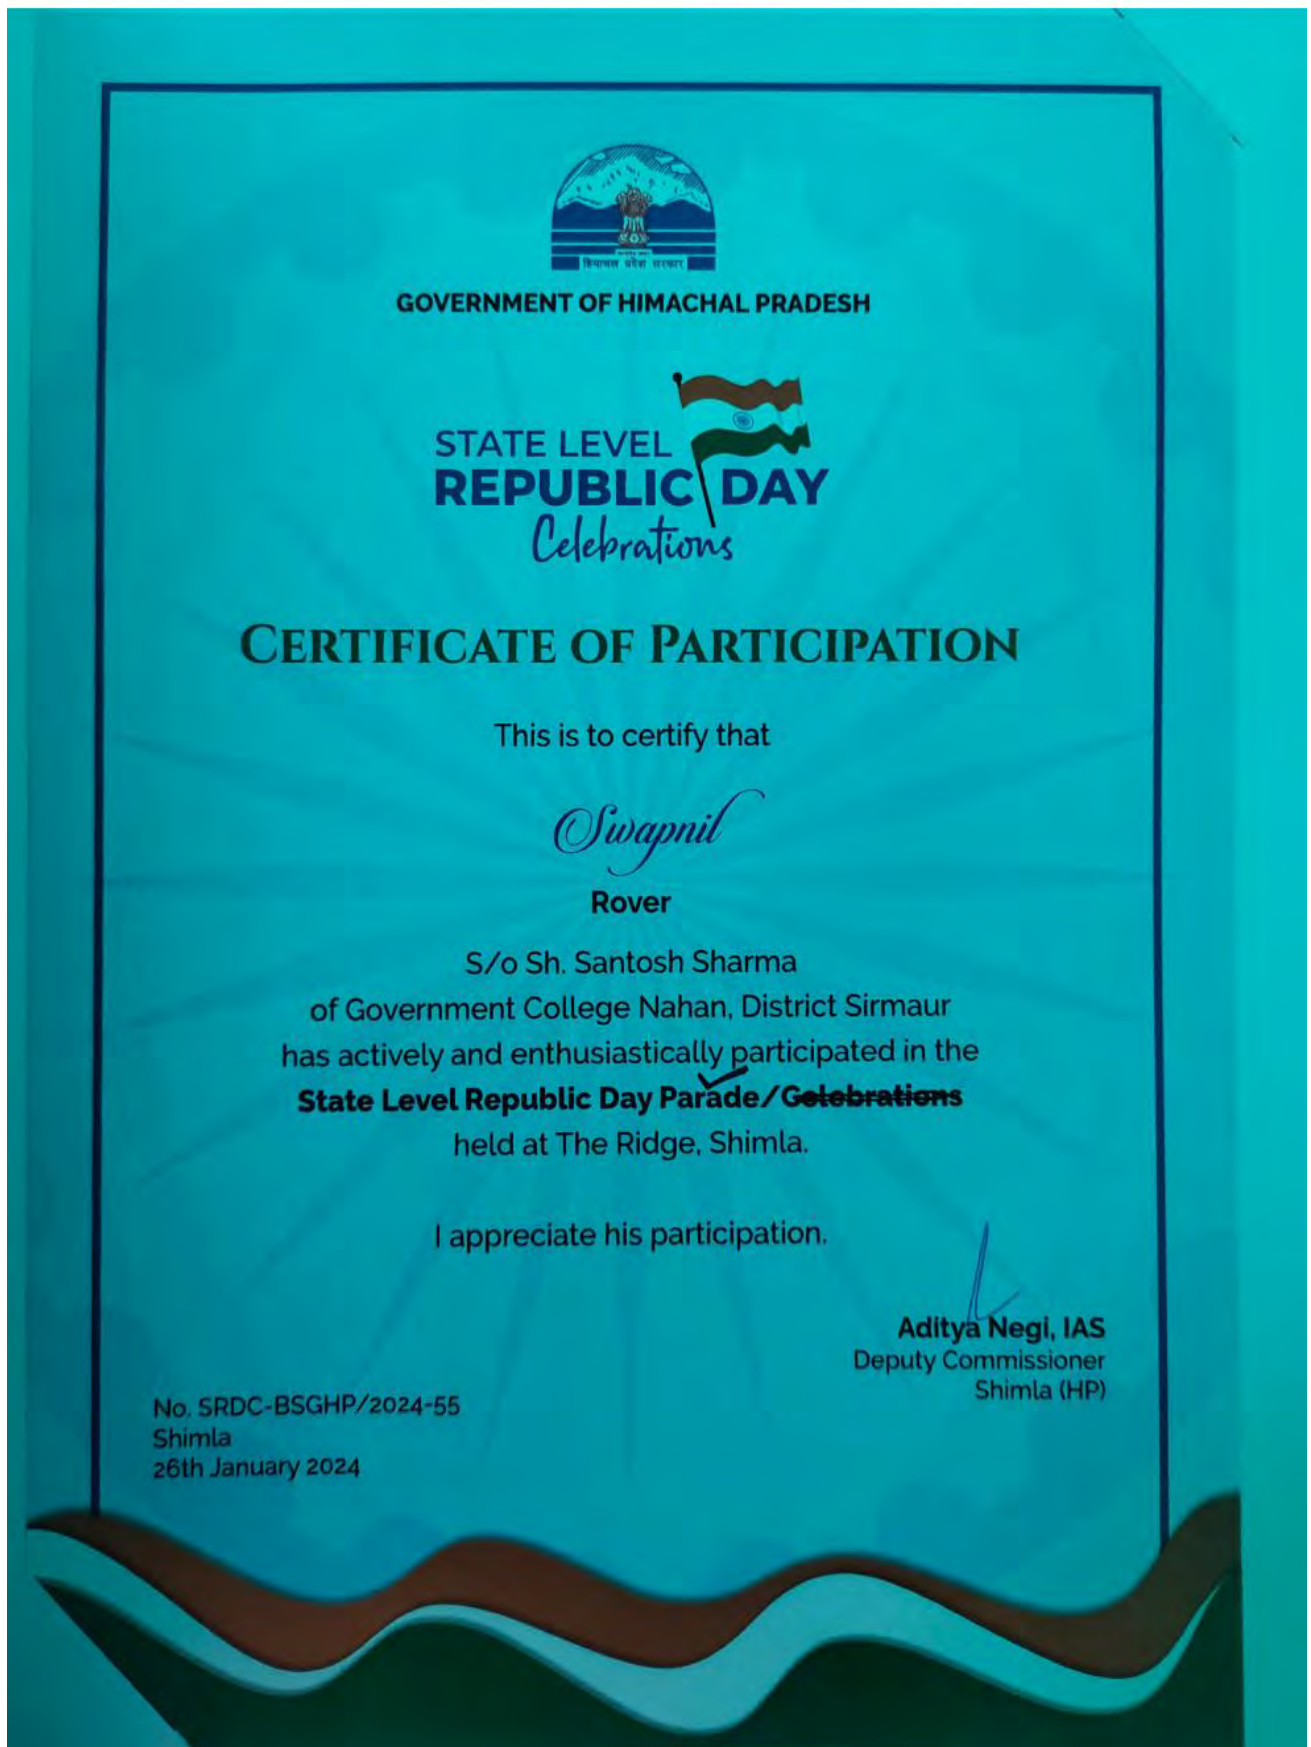 हिमाचल प्रदेश सरकार
GOVERNMENT OF HIMACHAL PRADESH
STATE LEVEL
REPUBLIC DAY
Celebrations
CERTIFICATE OF PARTICIPATION
This is to certify that
Swapnil
Rover
S/o Sh. Santosh Sharma
of Government College Nahan, District Sirmaur
has actively and enthusiastically participated in the
State Level Republic Day Parade/Celebrations
held at The Ridge, Shimla.
I appreciate his participation.
Aditya Negi, IAS
Deputy Commissioner
Shimla (HP)
No. SRDC-BSGHP/2024-55
Shimla
26th January 2024